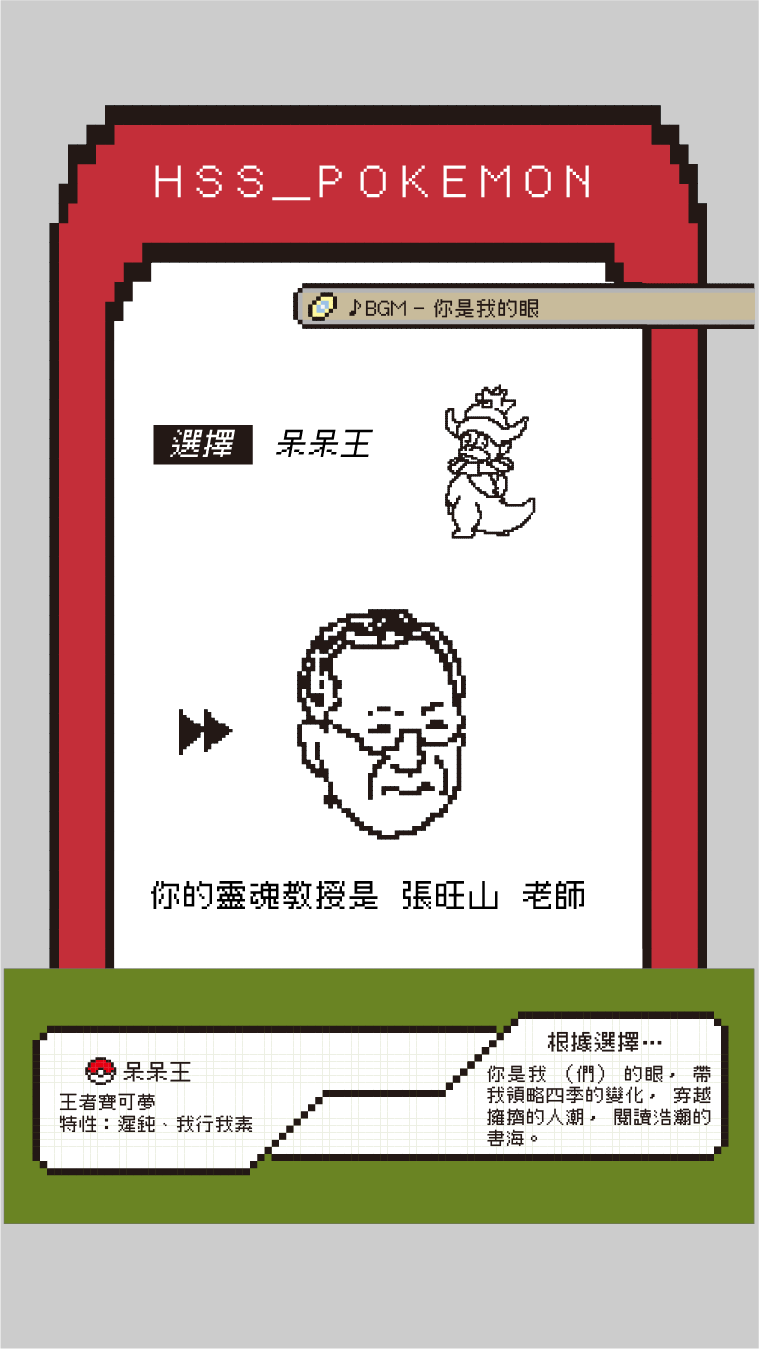 HSS_POKEMON
♪BGM - 你是我的眼
選擇 呆呆王
你的靈魂教授是 張旺山 老師
根據選擇…
你是我 （們） 的眼， 帶
我領略四季的變化， 穿越
擁擠的人潮， 閱讀浩瀚的
書海。
呆呆王
王者寶可夢
特性：遲鈍、我行我素